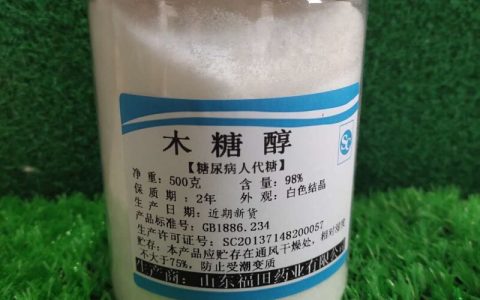 木糖醇
【糖尿病人代糖】
净重：500克 含量：98%
保质期：2年 外观：白色结晶
生产日期：近期新货
产品标准号：GB1886.234
生产许可证号：SC20137148200057
贮存：本产品应贮存在通风干燥处，相对湿度
不大于75%，防止受潮变质
生产商：山东福田药业有限公司